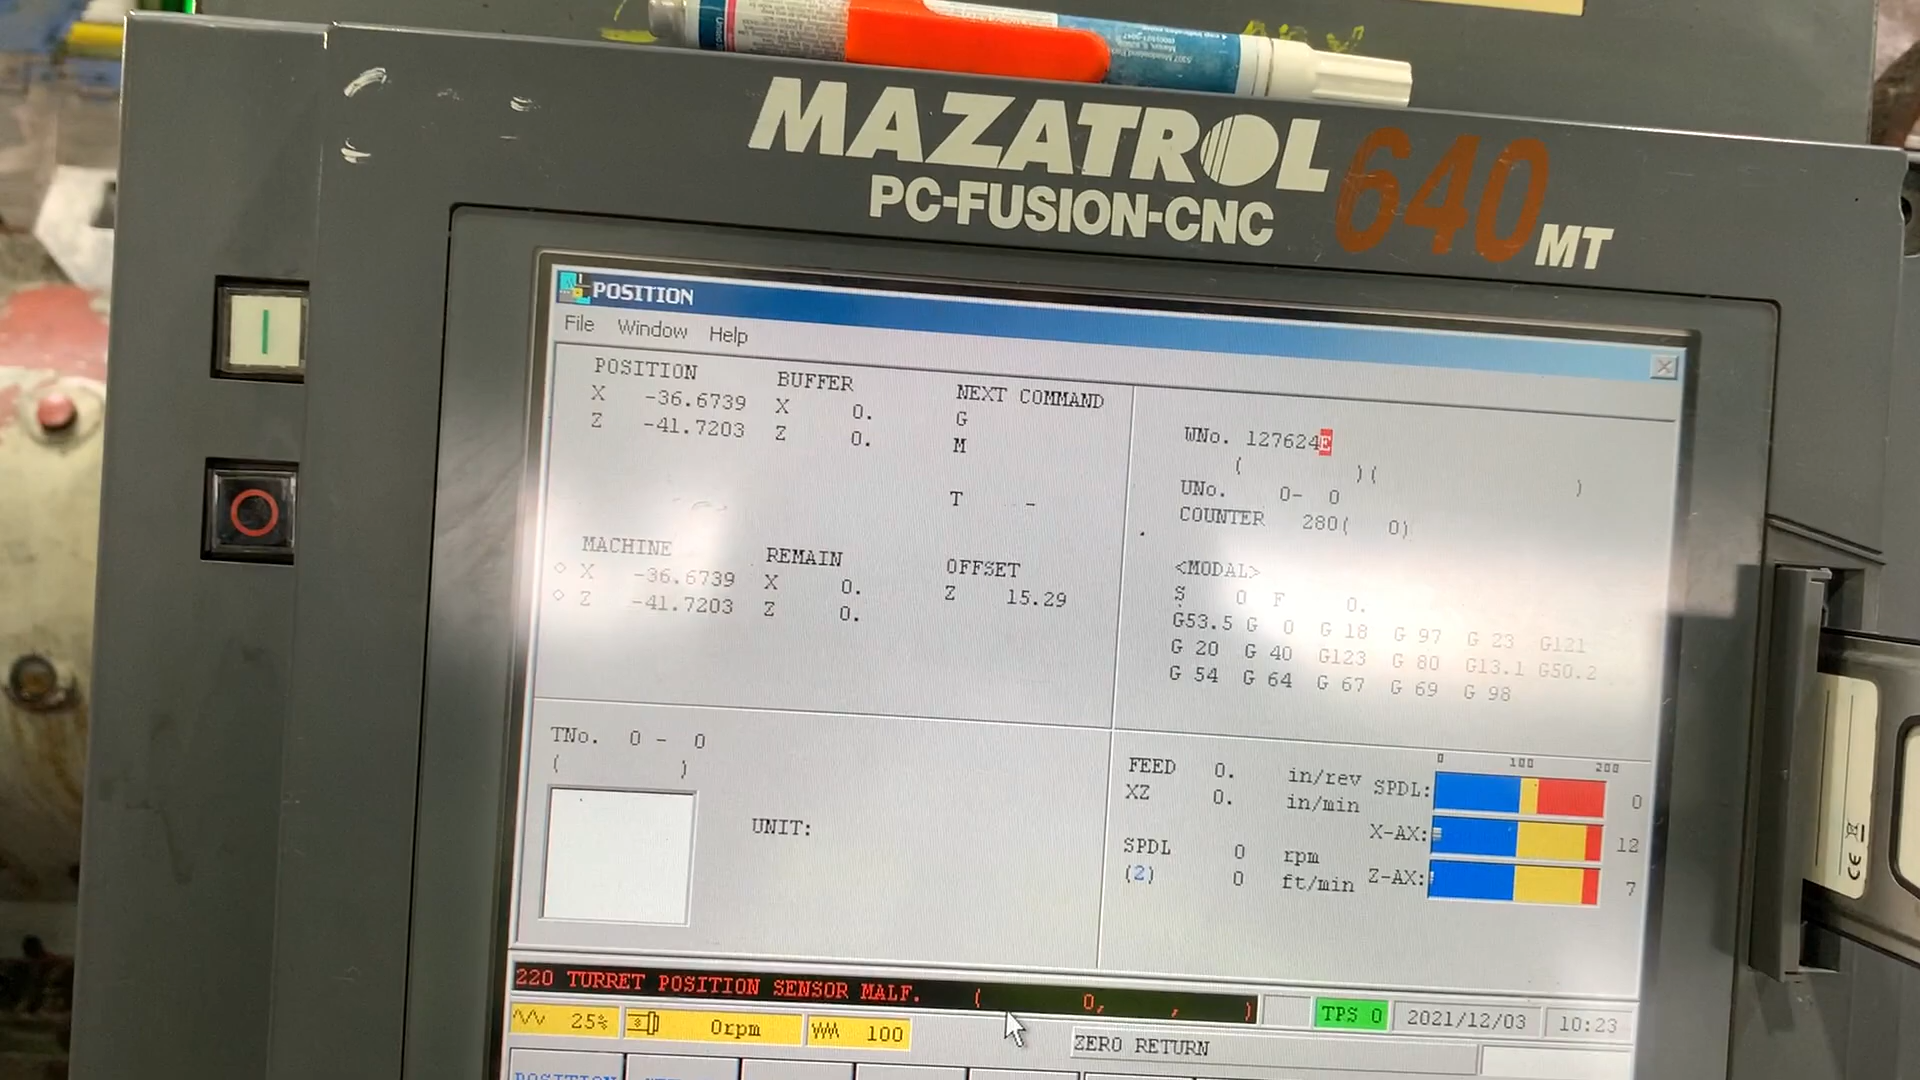 MAZATROL 640 MT
PC-FUSION-CNC
POSITION
File Window Help
POSITION BUFFER NEXT COMMAND
X -36.6739 X 0. G
Z -41.7203 Z 0. M
T -
MACHINE REMAIN OFFSET
X -36.6739 X 0. Z 15.29
Z -41.7203 Z 0.
WNo. 127624E
( )( )
UNo. 0- 0
COUNTER 280( 0)
<MODAL>
S 0 F 0.
G53.5 G 0 G 18 G 97 G 23 G121
G 20 G 40 G123 G 80 G13.1 G50.2
G 54 G 64 G 67 G 69 G 98
TNo. 0 - 0
( )
UNIT:
0 100 200
FEED 0. in/rev SPDL: 0
XZ 0. in/min X-AX: 12
SPDL 0 rpm Z-AX: 7
(2) 0 ft/min
220 TURRET POSITION SENSOR MALF. ( 0, , )
25% 0rpm 100
TPS 0 2021/12/03 10:23
ZERO RETURN
POSITION